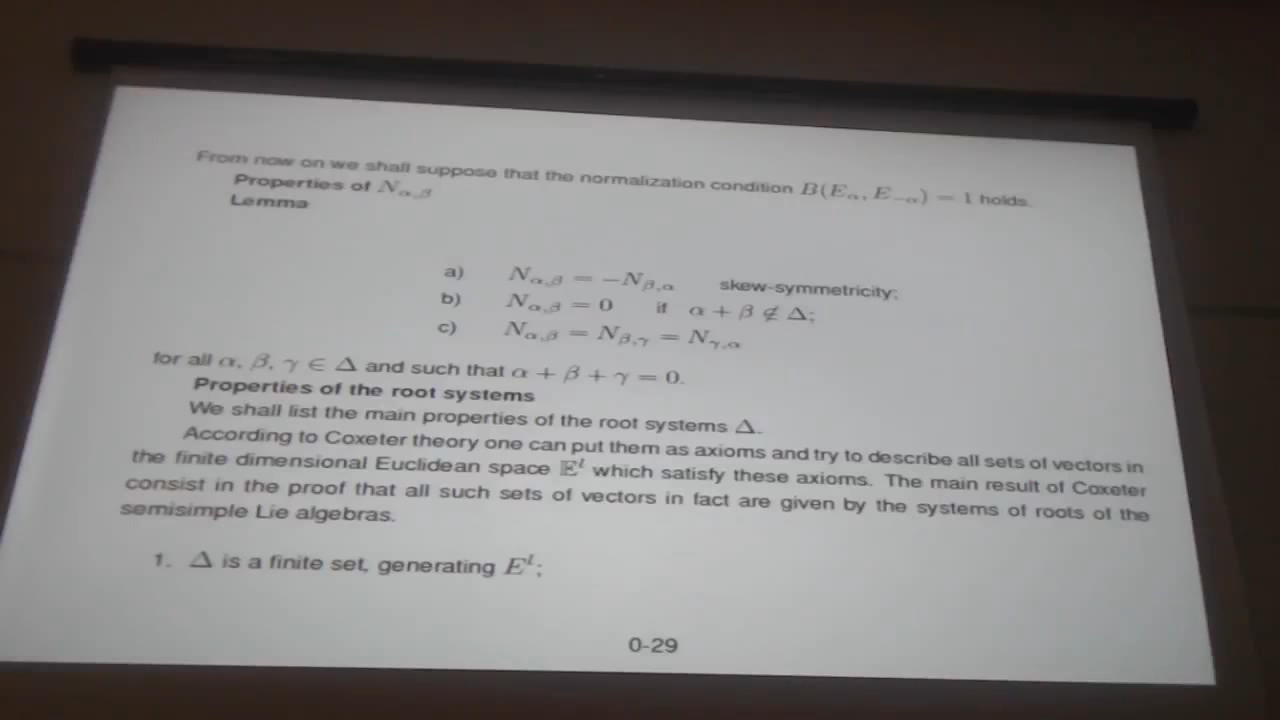 From now on we shall suppose that the normalization condition B(E_α, E_{−α}) = 1 holds.
Properties of N_{α,β}
Lemma
a) N_{α,β} = −N_{β,α} skew-symmetricity;
b) N_{α,β} = 0 if α + β ∉ Δ;
c) N_{α,β} = N_{β,γ} = N_{γ,α}
for all α, β, γ ∈ Δ and such that α + β + γ = 0.
Properties of the root systems
We shall list the main properties of the root systems Δ.
According to Coxeter theory one can put them as axioms and try to describe all sets of vectors in
the finite dimensional Euclidean space 𝔼^l which satisfy these axioms. The main result of Coxeter
consist in the proof that all such sets of vectors in fact are given by the systems of roots of the
semisimple Lie algebras.
1. Δ is a finite set, generating E^l;
0-29